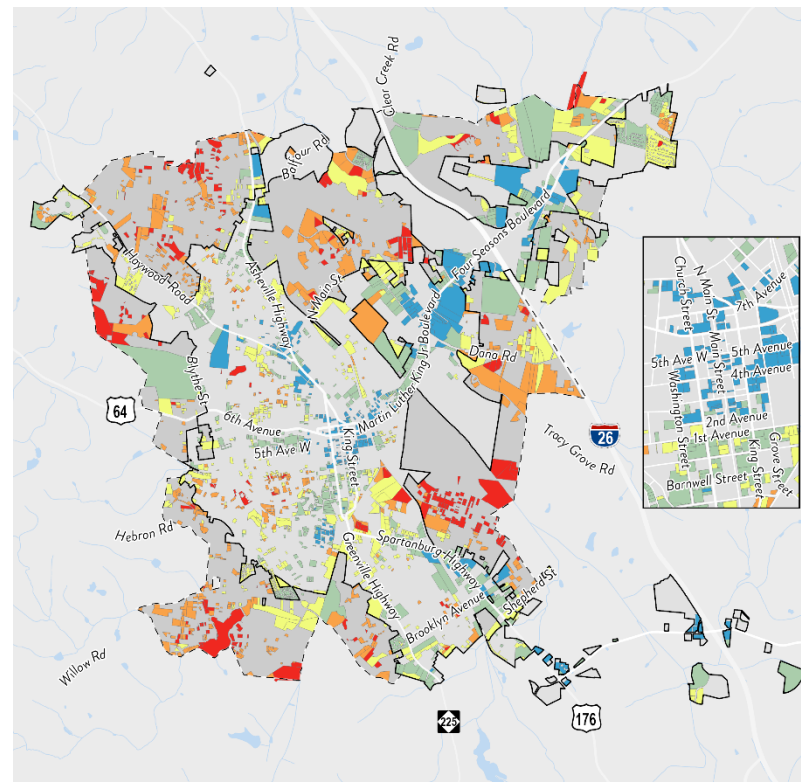 Clear Creek Rd
Balfour Rd
Four Seasons Boulevard
Haywood Road
Asheville Highway
N Main St
Dana Rd
Blythe St
64
6th Avenue
5th Ave W
Martin Luther King Jr Boulevard
King Street
26
Tracy Grove Rd
Hebron Rd
Spartanburg Highway
Greenville Highway
Brooklyn Avenue
Shepherd St
Willow Rd
225
176
Church Street
N Main St
Main Street
7th Avenue
5th Ave W
5th Avenue
4th Avenue
Washington Street
2nd Avenue
1st Avenue
King Street
Grove Street
Barnwell Street